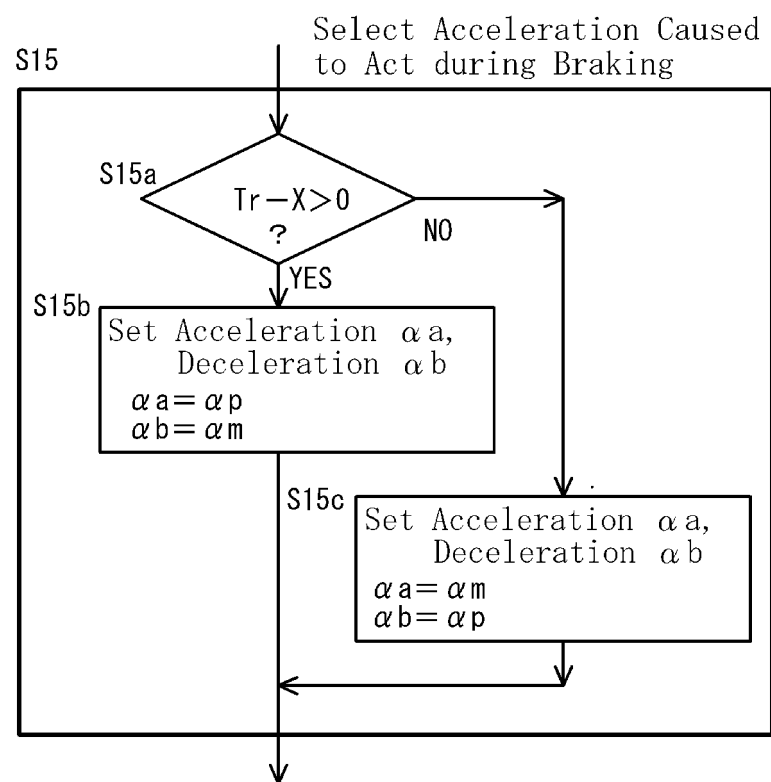 Select Acceleration Caused
to Act during Braking
S15
S15a
Tr－X＞0
?
NO
YES
S15b
Set Acceleration αa,
Deceleration αb
αa＝αp
αb＝αm
S15c
Set Acceleration αa,
Deceleration αb
αa＝αm
αb＝αp